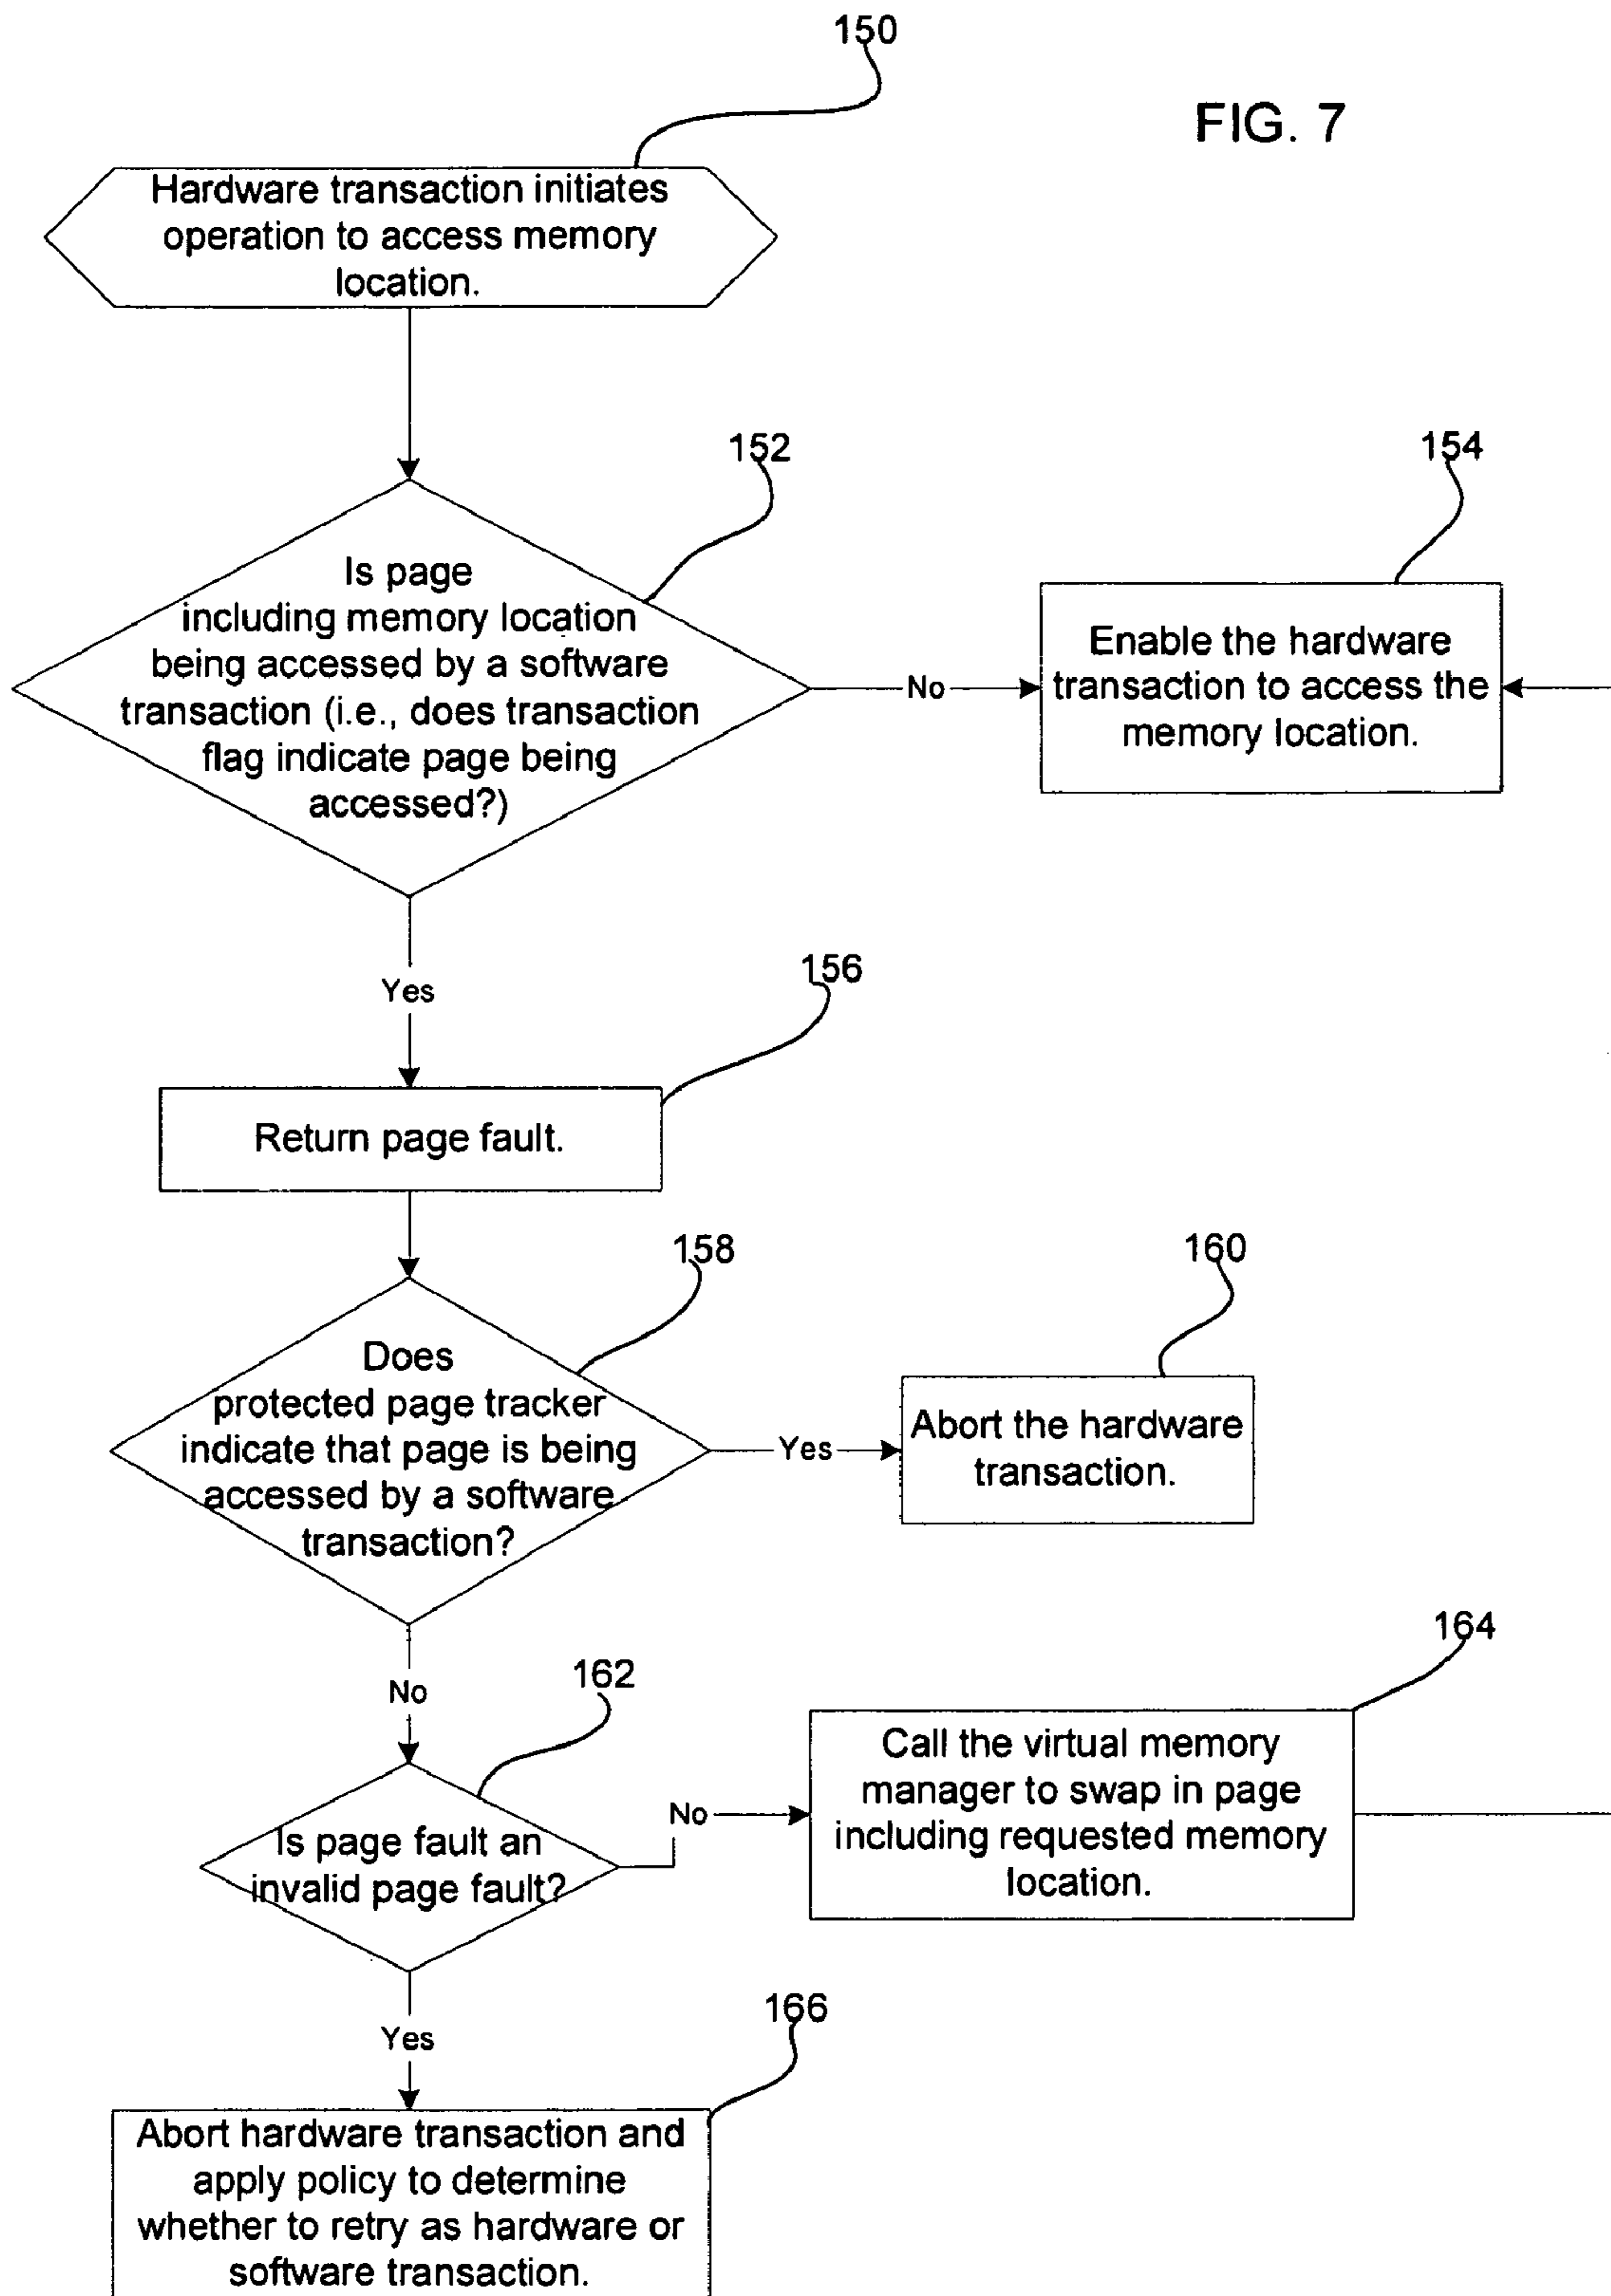 150
FIG. 7
Hardware transaction initiates
operation to access memory
location.
152
154
Is page
including memory location
being accessed by a software
transaction (i.e., does transaction
flag indicate page being
accessed?)
No
Enable the hardware
transaction to access the
memory location.
Yes
156
Return page fault.
158
160
Does
protected page tracker
indicate that page is being
accessed by a software
transaction?
Yes
Abort the hardware
transaction.
No
162
164
Is page fault an
invalid page fault?
No
Call the virtual memory
manager to swap in page
including requested memory
location.
Yes
166
Abort hardware transaction and
apply policy to determine
whether to retry as hardware or
software transaction.